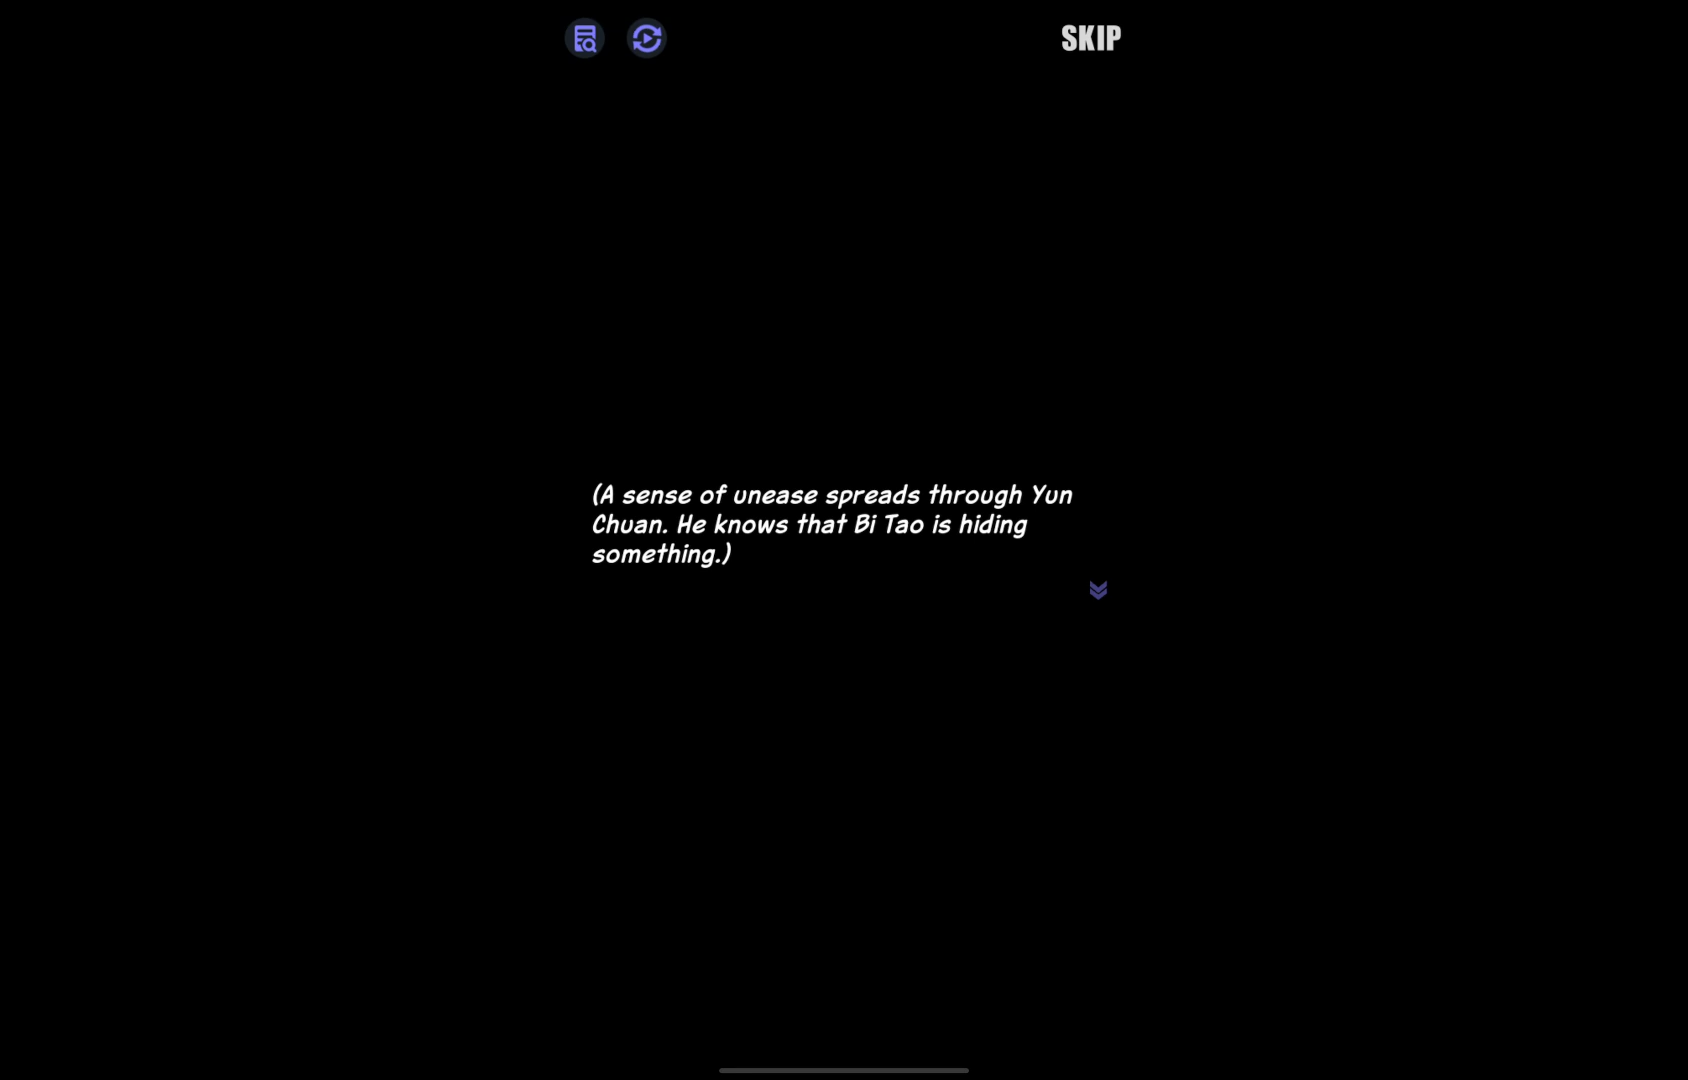 SKIP
(A sense of unease spreads through Yun
Chuan. He knows that Bi Tao is hiding
something.)